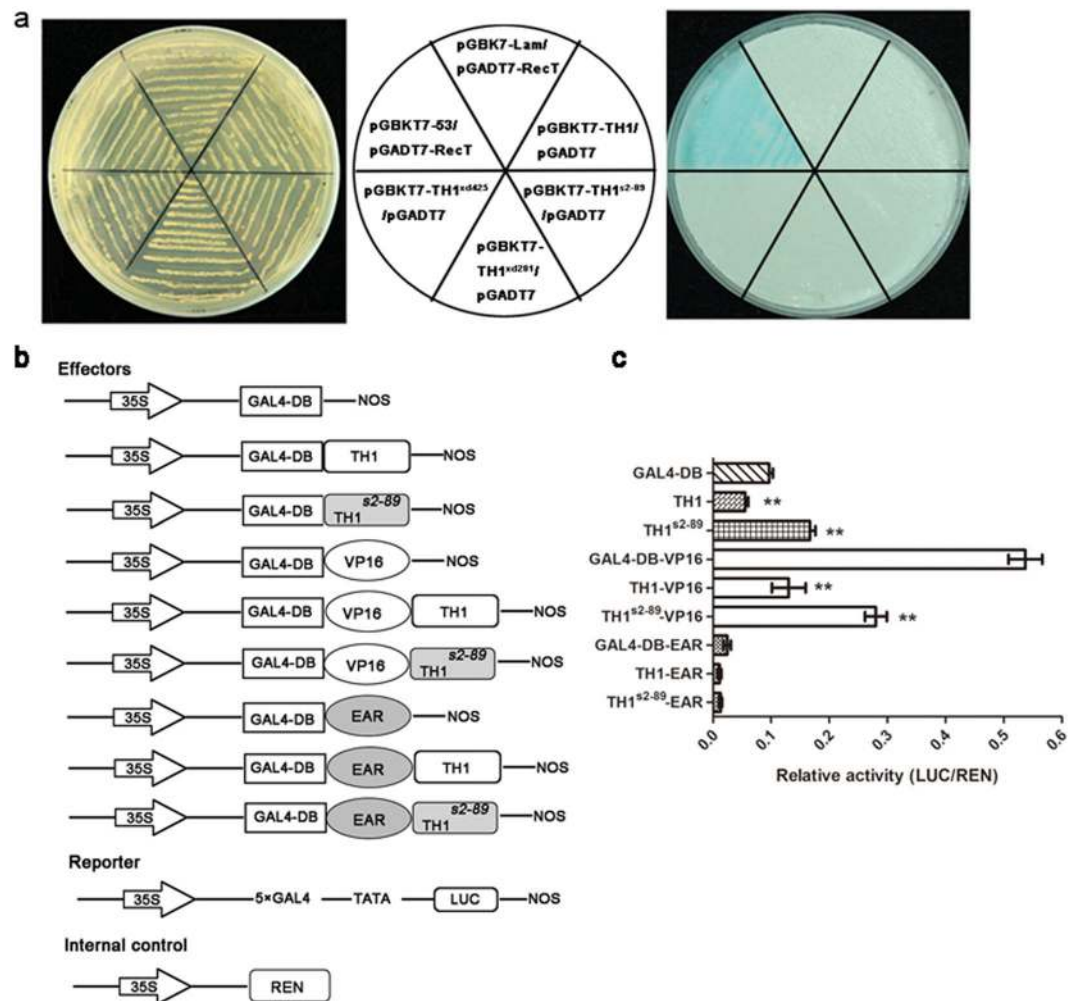 a
pGBK7-Lam/
pGADT7-RecT
pGBKT7-53/
pGADT7-RecT
pGBKT7-TH1/
pGADT7
pGBKT7-TH1xd425
/pGADT7
pGBKT7-TH1s2-89
/pGADT7
pGBKT7-
TH1xd281/
pGADT7
b
Effectors
35S GAL4-DB NOS
35S GAL4-DB TH1 NOS
35S GAL4-DB TH1s2-89 NOS
35S GAL4-DB VP16 NOS
35S GAL4-DB VP16 TH1 NOS
35S GAL4-DB VP16 TH1s2-89 NOS
35S GAL4-DB EAR NOS
35S GAL4-DB EAR TH1 NOS
35S GAL4-DB EAR TH1s2-89 NOS
Reporter
35S 5×GAL4 TATA LUC NOS
Internal control
35S REN
c
GAL4-DB
TH1 **
TH1s2-89 **
GAL4-DB-VP16
TH1-VP16 **
TH1s2-89-VP16 **
GAL4-DB-EAR
TH1-EAR
TH1s2-89-EAR
0.0 0.1 0.2 0.3 0.4 0.5 0.6
Relative activity (LUC/REN)